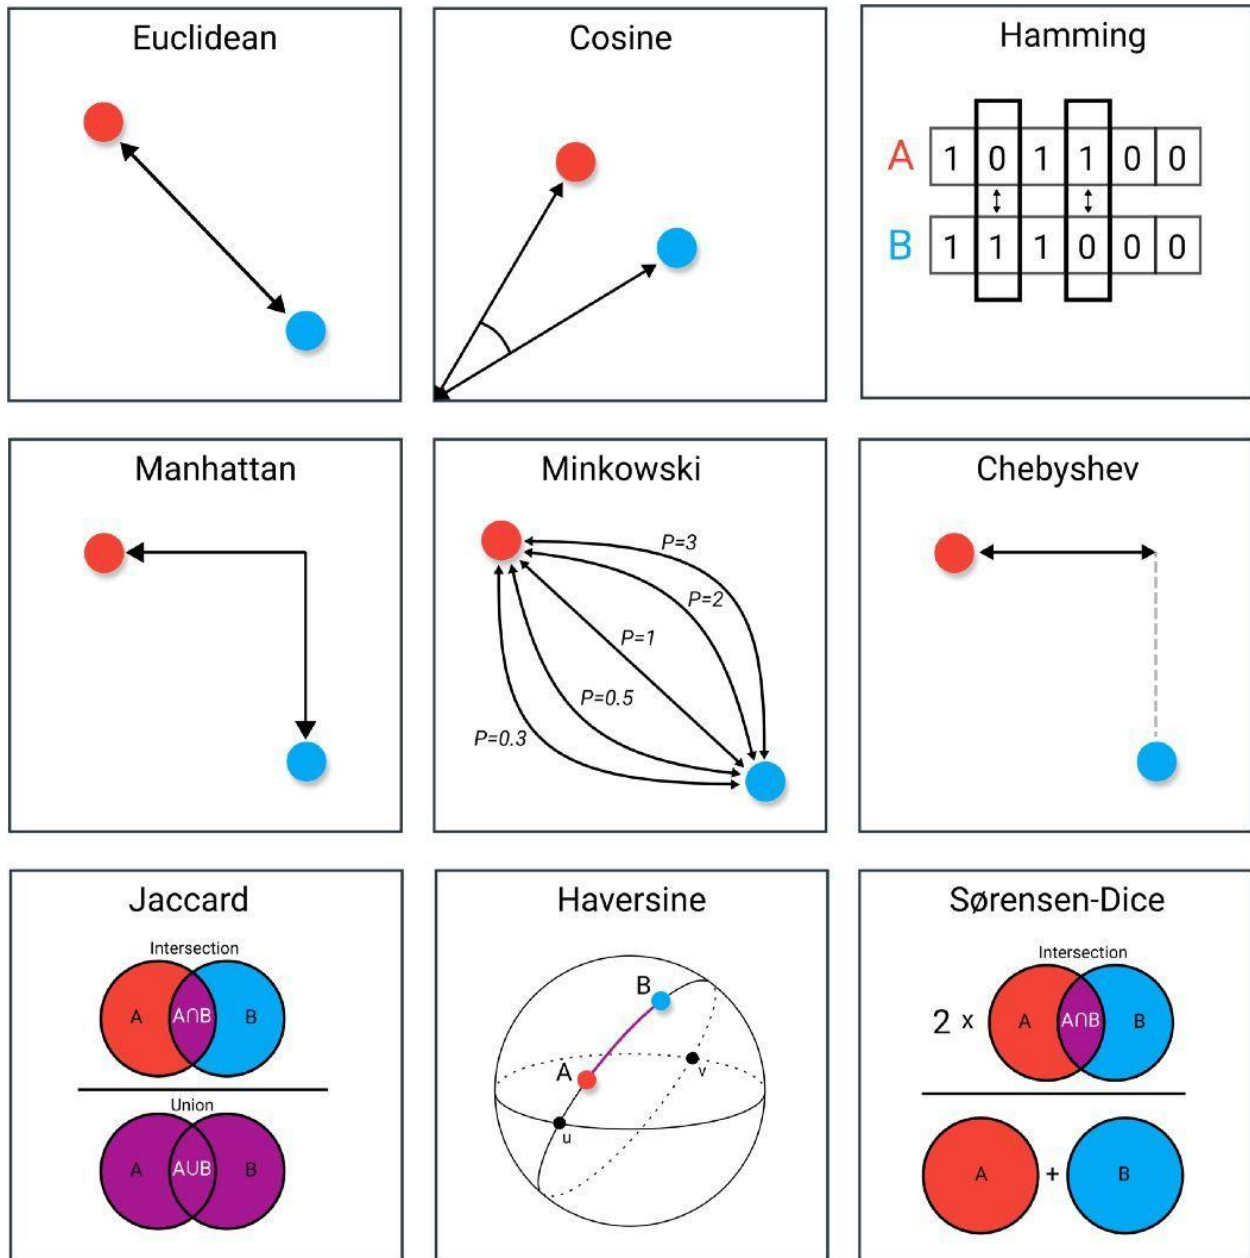 Euclidean
Cosine
Hamming
A 1 0 1 1 0 0
B 1 1 1 0 0 0
Manhattan
Minkowski
P=3
P=2
P=1
P=0.5
P=0.3
Chebyshev
Jaccard
Intersection
A A∩B B
Union
A A∪B B
Haversine
B
A
v
u
Sørensen-Dice
Intersection
2 x A A∩B B
A + B